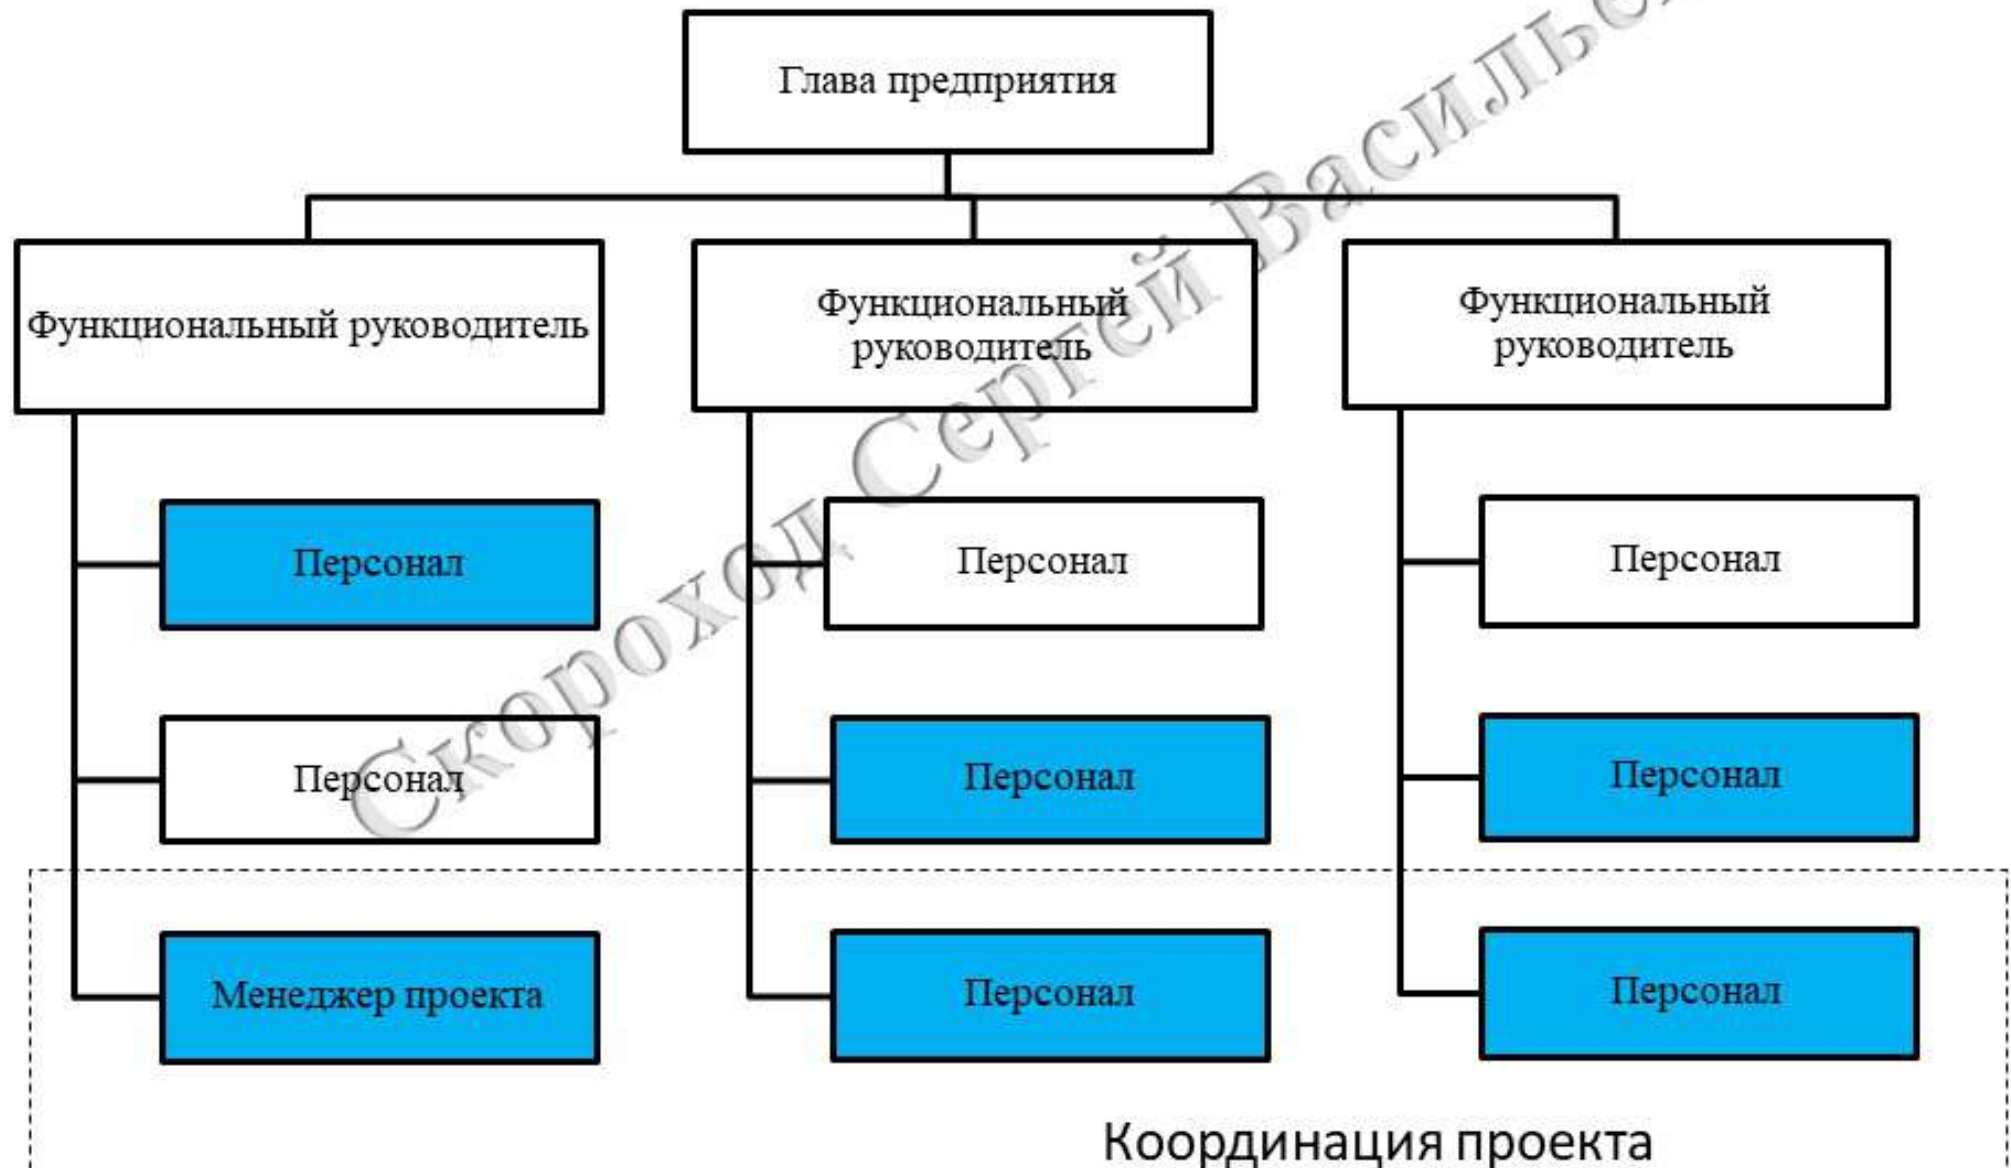 Глава предприятия
Функциональный руководитель
Функциональный
руководитель
Функциональный
руководитель
Персонал
Персонал
Персонал
Персонал
Персонал
Персонал
Менеджер проекта
Персонал
Персонал
Координация проекта
Скороход Сергей